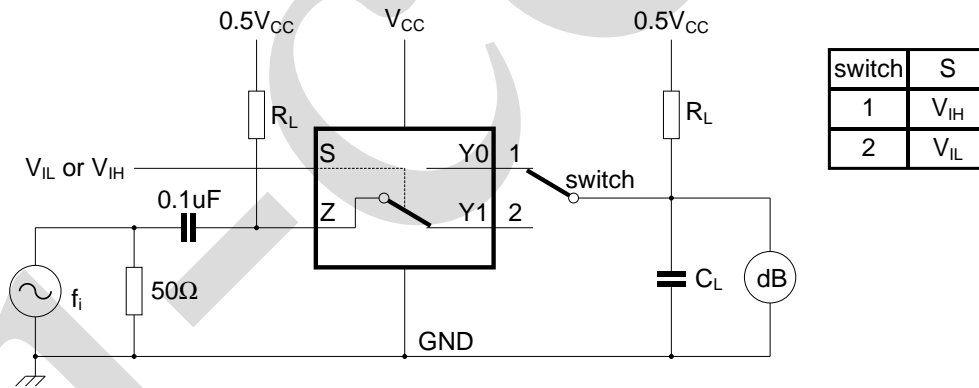 0.5VCC
VCC
0.5VCC
switch S
1 VIH
2 VIL
RL
RL
S
Y0 1
VIL or VIH
switch
0.1uF
Z
Y1 2
fi
50Ω
CL
dB
GND